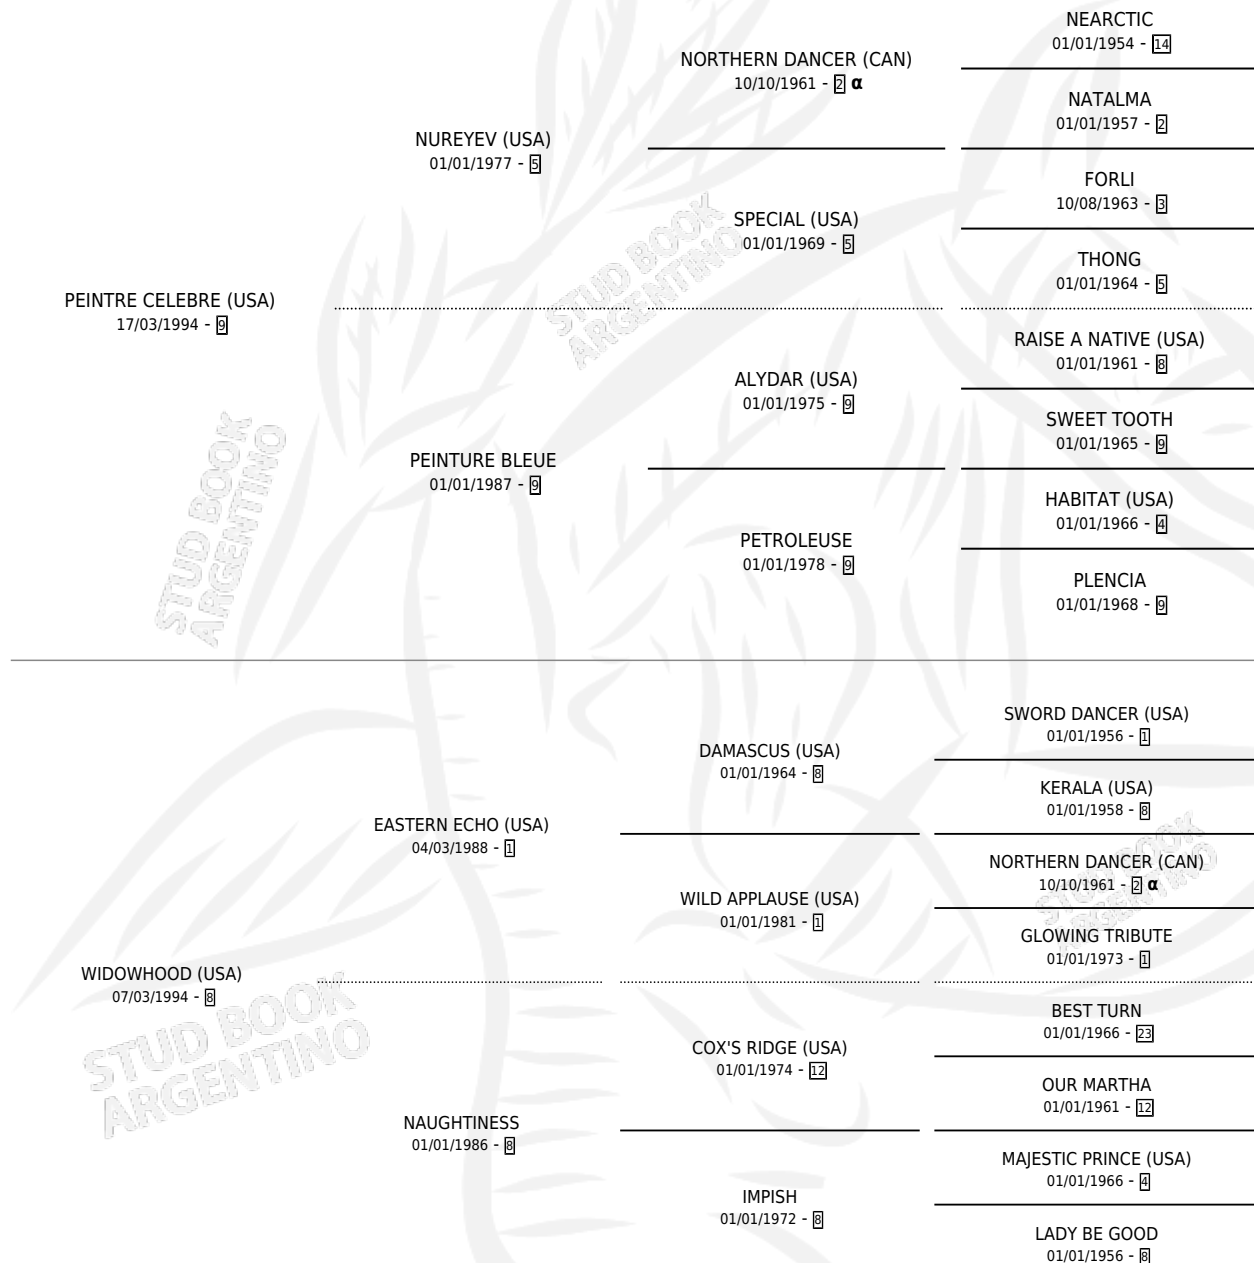 NEARCTIC
01/01/1954 - 14
NORTHERN DANCER (CAN)
10/10/1961 - 2 α
NATALMA
01/01/1957 - 2
NUREYEV (USA)
01/01/1977 - 5
FORLI
10/08/1963 - 3
SPECIAL (USA)
01/01/1969 - 5
THONG
01/01/1964 - 5
PEINTRE CELEBRE (USA)
17/03/1994 - 9
RAISE A NATIVE (USA)
01/01/1961 - 8
ALYDAR (USA)
01/01/1975 - 9
SWEET TOOTH
01/01/1965 - 9
PEINTURE BLEUE
01/01/1987 - 9
HABITAT (USA)
01/01/1966 - 4
PETROLEUSE
01/01/1978 - 9
PLENCIA
01/01/1968 - 9
SWORD DANCER (USA)
01/01/1956 - 1
DAMASCUS (USA)
01/01/1964 - 8
KERALA (USA)
01/01/1958 - 8
EASTERN ECHO (USA)
04/03/1988 - 1
NORTHERN DANCER (CAN)
10/10/1961 - 2 α
WILD APPLAUSE (USA)
01/01/1981 - 1
GLOWING TRIBUTE
01/01/1973 - 1
WIDOWHOOD (USA)
07/03/1994 - 8
BEST TURN
01/01/1966 - 23
COX'S RIDGE (USA)
01/01/1974 - 12
OUR MARTHA
01/01/1961 - 12
NAUGHTINESS
01/01/1986 - 8
MAJESTIC PRINCE (USA)
01/01/1966 - 4
IMPISH
01/01/1972 - 8
LADY BE GOOD
01/01/1956 - 8
STUD BOOK
ARGENTINO
STUD BOOK
ARGENTINO
STUD BOOK
ARGENTINO
STUD BOOK
ARGENTINO